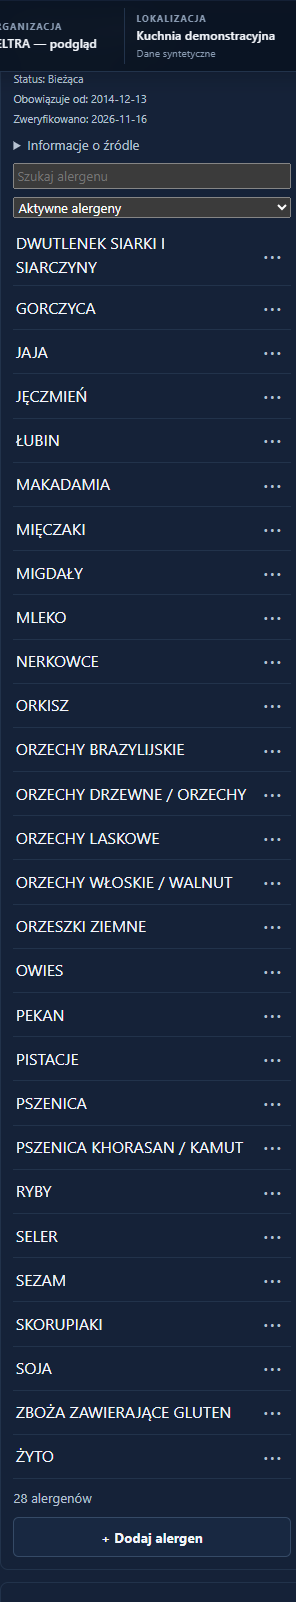 RGANIZACJA
ELTRA — podgląd
LOKALIZACJA
Kuchnia demonstracyjna
Dane syntetyczne
Status: Bieżąca
Obowiązuje od: 2014-12-13
Zweryfikowano: 2026-11-16
▶ Informacje o źródle
Szukaj alergenu
Aktywne alergeny
DWUTLENEK SIARKI I
SIARCZYNY
GORCZYCA
JAJA
JĘCZMIEŃ
ŁUBIN
MAKADAMIA
MIĘCZAKI
MIGDAŁY
MLEKO
NERKOWCE
ORKISZ
ORZECHY BRAZYLIJSKIE
ORZECHY DRZEWNE / ORZECHY
ORZECHY LASKOWE
ORZECHY WŁOSKIE / WALNUT
ORZESZKI ZIEMNE
OWIES
PEKAN
PISTACJE
PSZENICA
PSZENICA KHORASAN / KAMUT
RYBY
SELER
SEZAM
SKORUPIAKI
SOJA
ZBOŻA ZAWIERAJĄCE GLUTEN
ŻYTO
28 alergenów
+ Dodaj alergen